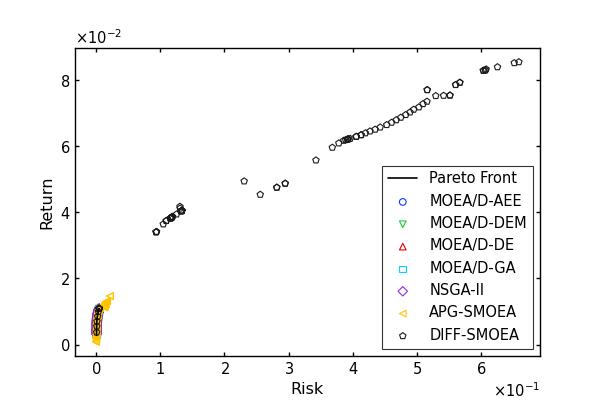 ×10⁻²
8
6
4
2
0
Return
0 1 2 3 4 5 6
Risk
×10⁻¹
Pareto Front
MOEA/D-AEE
MOEA/D-DEM
MOEA/D-DE
MOEA/D-GA
NSGA-II
APG-SMOEA
DIFF-SMOEA